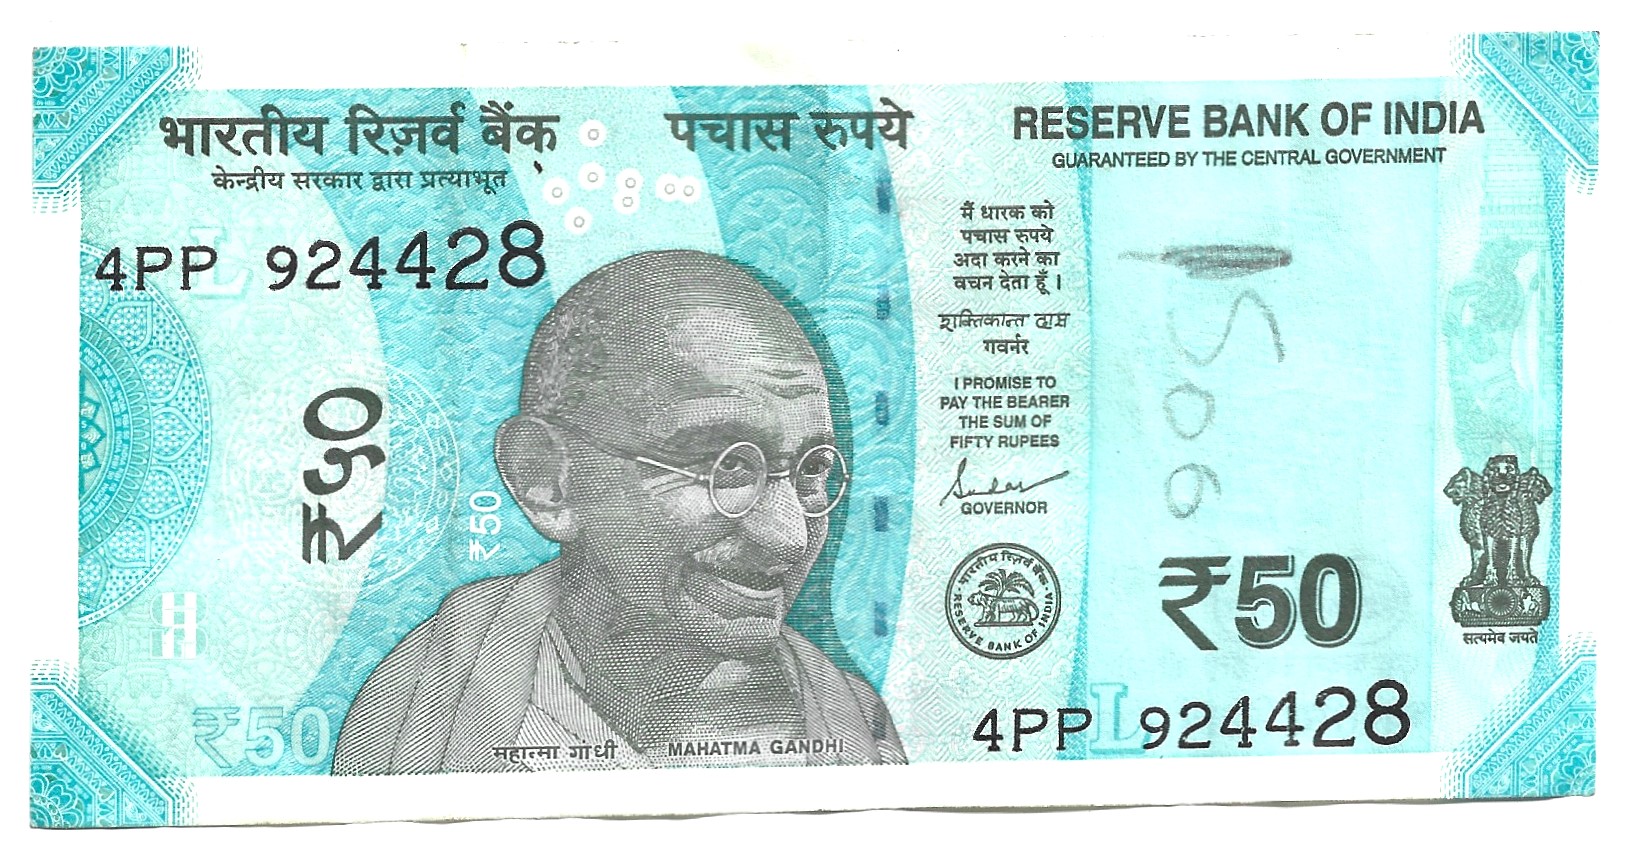 भारतीय रिज़र्व बैंक
केन्द्रीय सरकार द्वारा प्रत्याभूत
पचास रुपये
RESERVE BANK OF INDIA
GUARANTEED BY THE CENTRAL GOVERNMENT
4PP 924428
₹५०
₹50
₹50
मैं धारक को
पचास रुपये
अदा करने का
वचन देता हूँ ।
शक्तिकान्त दास
गवर्नर
I PROMISE TO
PAY THE BEARER
THE SUM OF
FIFTY RUPEES
GOVERNOR
भारतीय रिज़र्व बैंक
RESERVE BANK OF INDIA
₹50
सत्यमेव जयते
L
4PP 924428
महात्मा गांधी
MAHATMA GANDHI